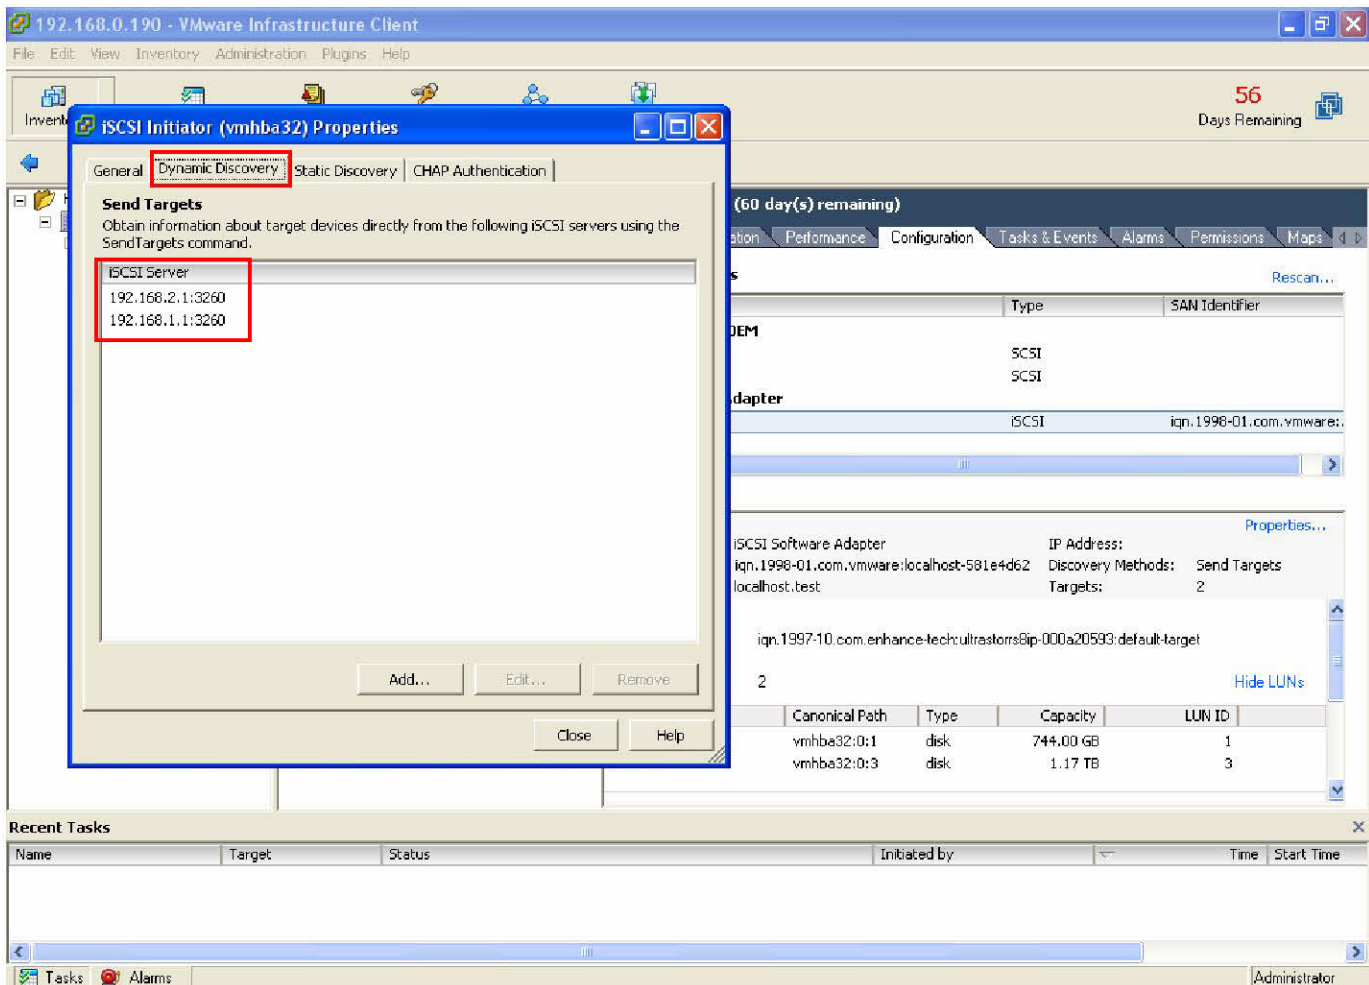 192.168.0.190 - VMware Infrastructure Client
File Edit View Inventory Administration Plugins Help
56
Days Remaining
iSCSI Initiator (vmhba32) Properties
General Dynamic Discovery Static Discovery CHAP Authentication
Send Targets
Obtain information about target devices directly from the following iSCSI servers using the
SendTargets command.
iSCSI Server
192.168.2.1:3260
192.168.1.1:3260
Add... Edit... Remove
Close Help
(60 day(s) remaining)
Performance Configuration Tasks & Events Alarms Permissions Maps
Rescan...
Type SAN Identifier
SCSI
SCSI
iSCSI iqn.1998-01.com.vmware:.
Properties...
iSCSI Software Adapter IP Address:
iqn.1998-01.com.vmware:localhost-581e4d62 Discovery Methods: Send Targets
localhost.test Targets: 2
iqn.1997-10.com.enhance-tech:ultrastorrs8ip-000a20593:default-target
2 Hide LUNs
Canonical Path Type Capacity LUN ID
vmhba32:0:1 disk 744.00 GB 1
vmhba32:0:3 disk 1.17 TB 3
Recent Tasks
Name Target Status Initiated by Time Start Time
Tasks Alarms Administrator